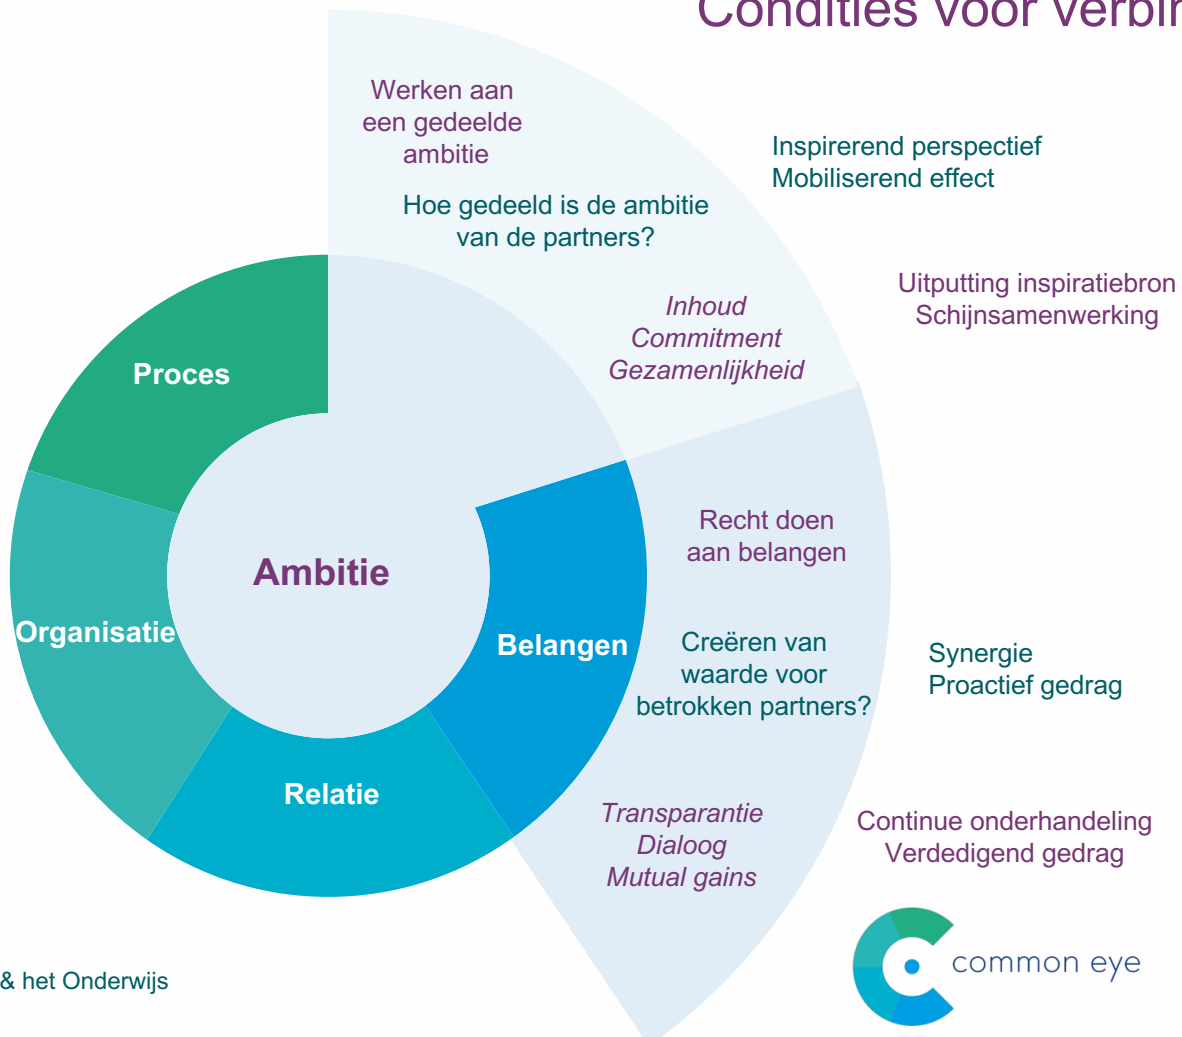 Condities voor
Werken aan
een gedeelde
ambitie
Hoe gedeeld is de ambitie
van de partners?
Inhoud
Commitment
Gezamenlijkheid
Inspirerend perspectief
Mobiliserend effect
Uitputting inspiratiebron
Schijnsamenwerking
Proces
Organisatie
Ambitie
Belangen
Relatie
Recht doen
aan belangen
Creëren van
waarde voor
betrokken partners?
Transparantie
Dialoog
Mutual gains
Synergie
Proactief gedrag
Continue onderhandeling
Verdedigend gedrag
& het Onderwijs
common eye